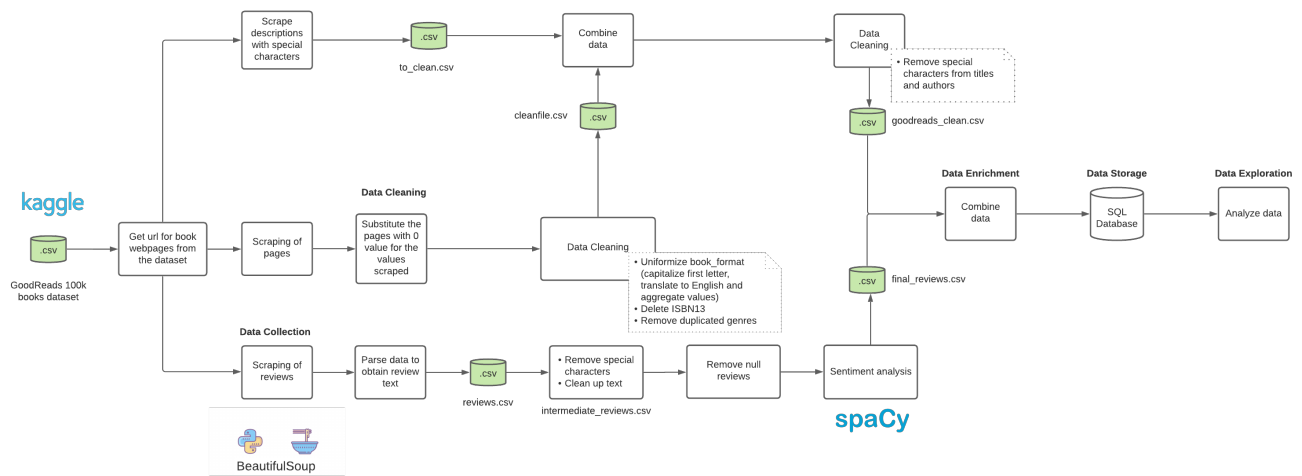 Scrape
descriptions
with special
characters
.csv
to_clean.csv
Combine
data
Data
Cleaning
• Remove special
characters from titles
and authors
cleanfile.csv
.csv
.csv
goodreads_clean.csv
kaggle
.csv
GoodReads 100k
books dataset
Get url for book
webpages from
the dataset
Scraping of
pages
Data Cleaning
Substitute the
pages with 0
value for the
values
scraped
Data Cleaning
• Uniformize book_format
(capitalize first letter,
translate to English and
aggregate values)
• Delete ISBN13
• Remove duplicated genres
Data Enrichment
Combine
data
Data Storage
SQL
Database
Data Exploration
Analyze data
.csv
final_reviews.csv
Data Collection
Scraping of
reviews
Parse data to
obtain review
text
.csv
reviews.csv
• Remove special
characters
• Clean up text
intermediate_reviews.csv
Remove null
reviews
Sentiment analysis
spaCy
BeautifulSoup